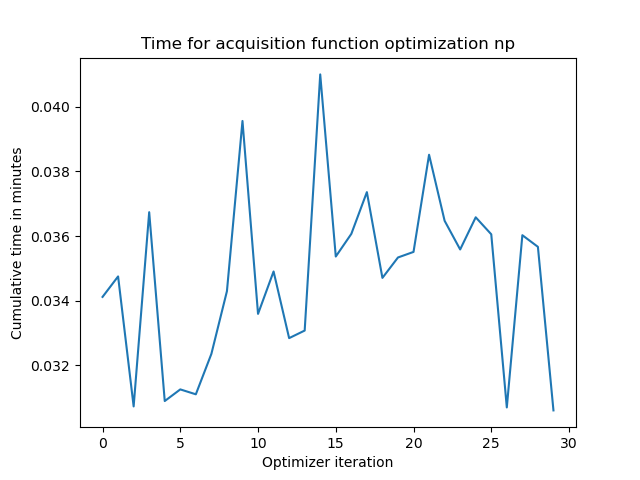 Time for acquisition function optimization np
Cumulative time in minutes
0.040
0.038
0.036
0.034
0.032
0 5 10 15 20 25 30
Optimizer iteration